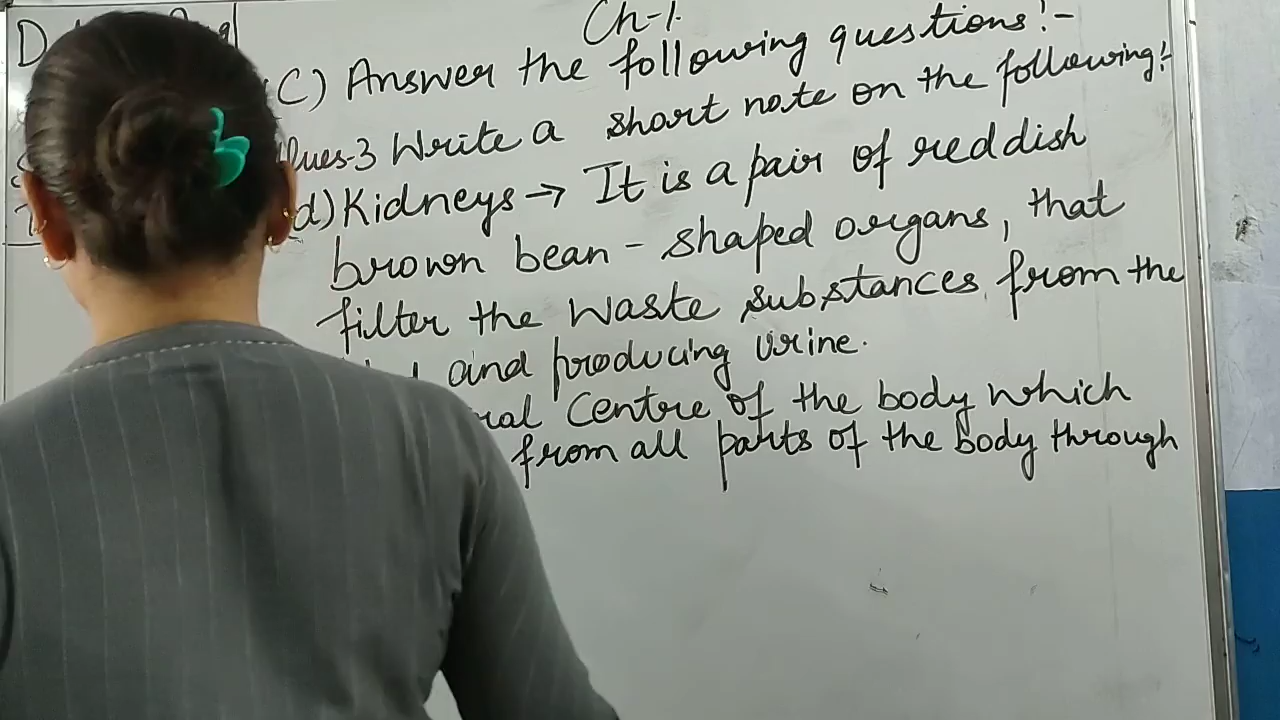 Ch-1.
(C) Answer the following questions:-
Ques-3 Write a short note on the following:-
d) Kidneys → It is a pair of reddish
brown bean-shaped organs, that
filter the waste substances from the
and producing urine.
Centre of the body which
from all parts of the body through